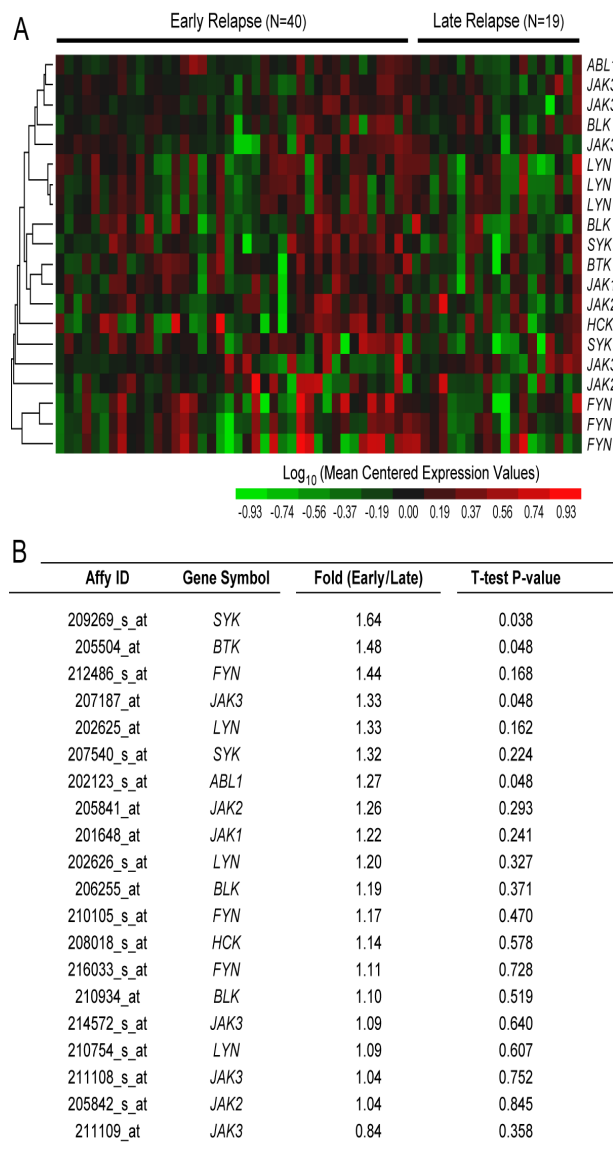 A
Early Relapse (N=40) Late Relapse (N=19)
ABL1
JAK3
JAK3
BLK
JAK3
LYN
LYN
LYN
BLK
SYK
BTK
JAK1
JAK2
HCK
SYK
JAK3
JAK2
FYN
FYN
FYN
Log10 (Mean Centered Expression Values)
-0.93 -0.74 -0.56 -0.37 -0.19 0.00 0.19 0.37 0.56 0.74 0.93
B
Affy ID Gene Symbol Fold (Early/Late) T-test P-value
209269_s_at SYK 1.64 0.038
205504_at BTK 1.48 0.048
212486_s_at FYN 1.44 0.168
207187_at JAK3 1.33 0.048
202625_at LYN 1.33 0.162
207540_s_at SYK 1.32 0.224
202123_s_at ABL1 1.27 0.048
205841_at JAK2 1.26 0.293
201648_at JAK1 1.22 0.241
202626_s_at LYN 1.20 0.327
206255_at BLK 1.19 0.371
210105_s_at FYN 1.17 0.470
208018_s_at HCK 1.14 0.578
216033_s_at FYN 1.11 0.728
210934_at BLK 1.10 0.519
214572_s_at JAK3 1.09 0.640
210754_s_at LYN 1.09 0.607
211108_s_at JAK3 1.04 0.752
205842_s_at JAK2 1.04 0.845
211109_at JAK3 0.84 0.358